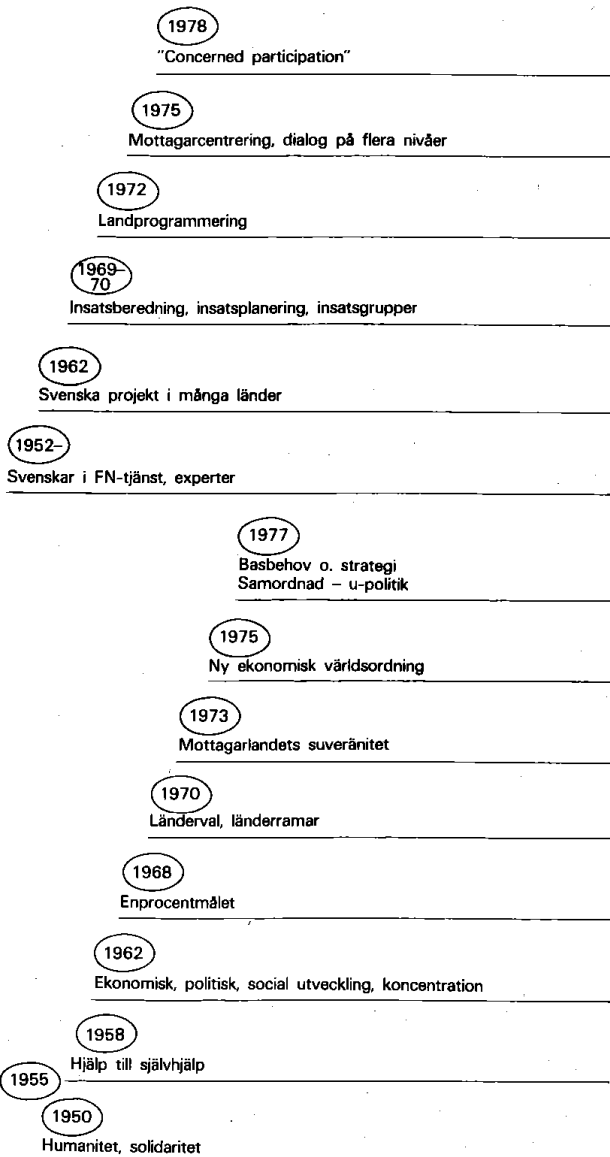 1978
"Concerned participation"
1975
Mottagarcentrering, dialog på flera nivåer
1972
Landprogrammering
1969–
70
Insatsberedning, insatsplanering, insatsgrupper
1962
Svenska projekt i många länder
1952–
Svenskar i FN-tjänst, experter
1977
Basbehov o. strategi
Samordnad – u-politik
1975
Ny ekonomisk världsordning
1973
Mottagarlandets suveränitet
1970
Länderval, länderramar
1968
Enprocentmålet
1962
Ekonomisk, politisk, social utveckling, koncentration
1958
Hjälp till självhjälp
1955
1950
Humanitet, solidaritet